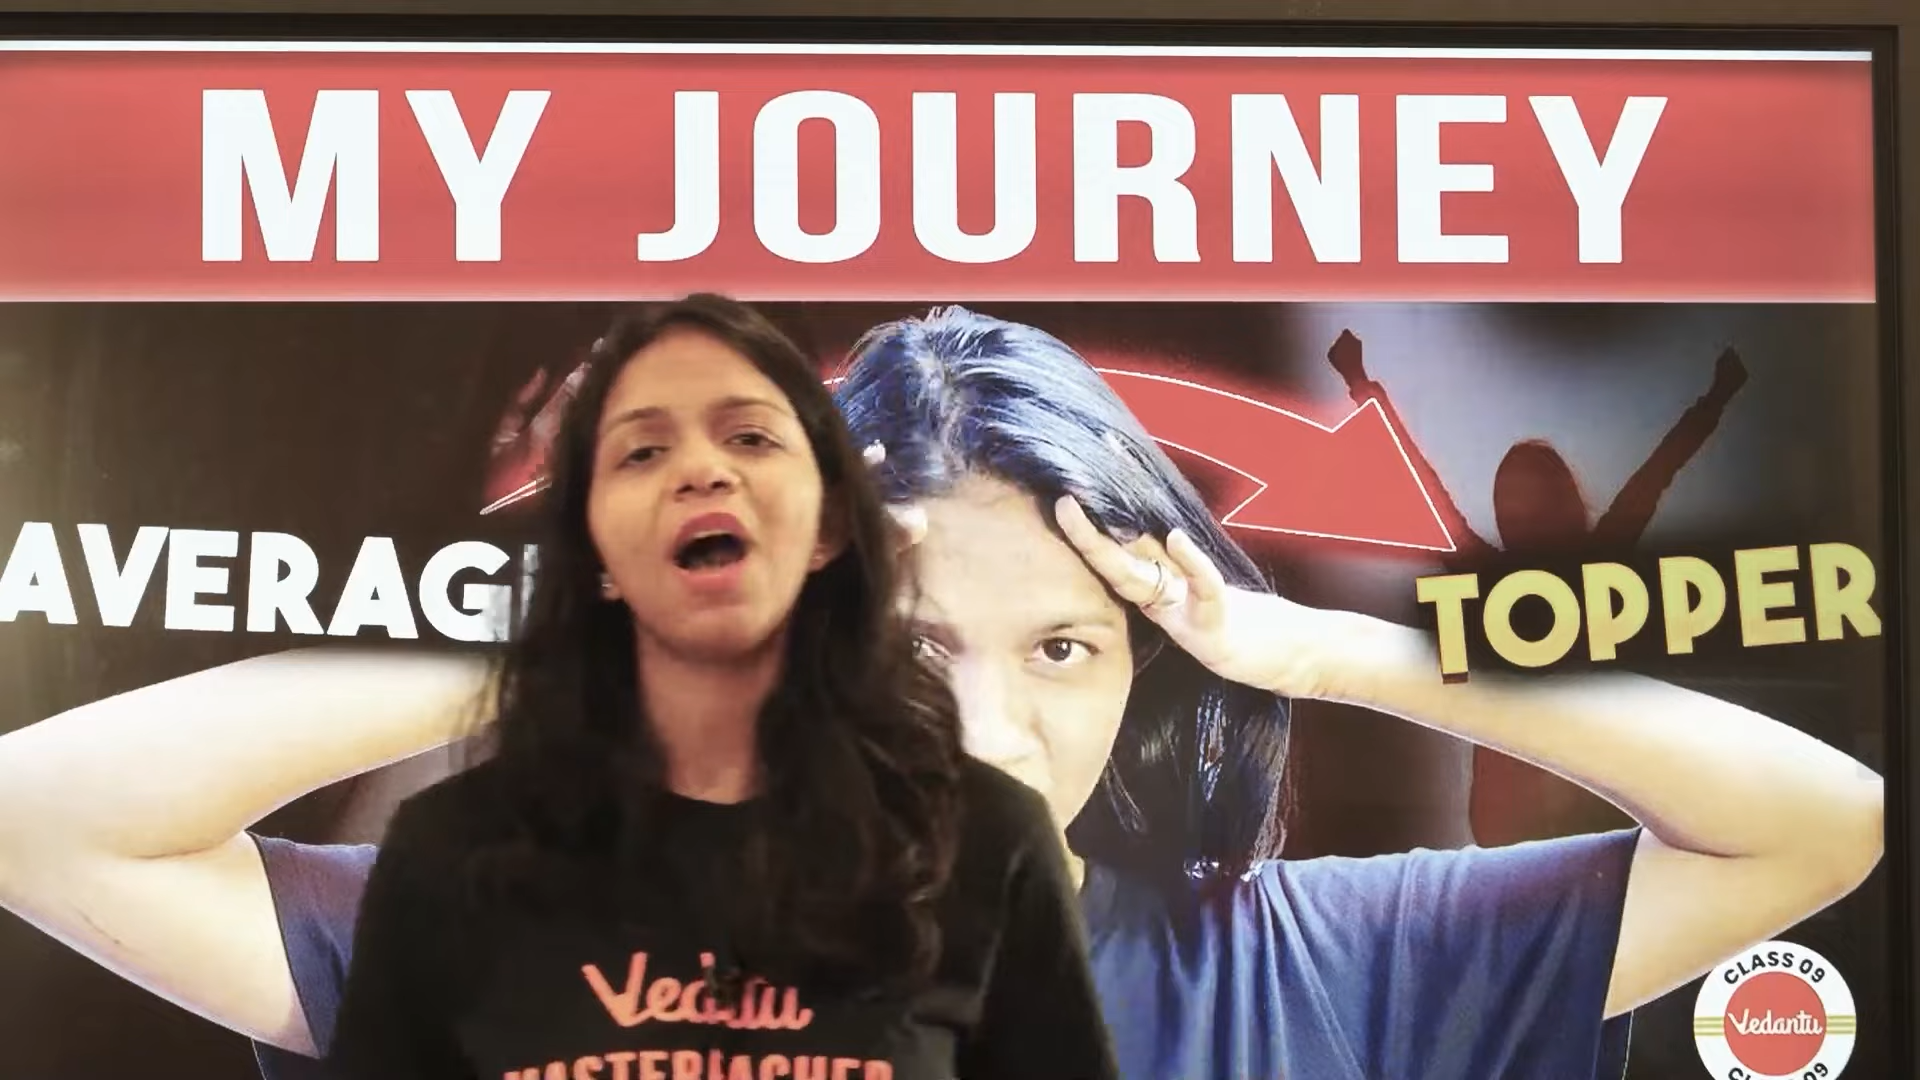 MY JOURNEY
AVERAG
TOPPER
Vedantu
CLASS 09
Vedantu